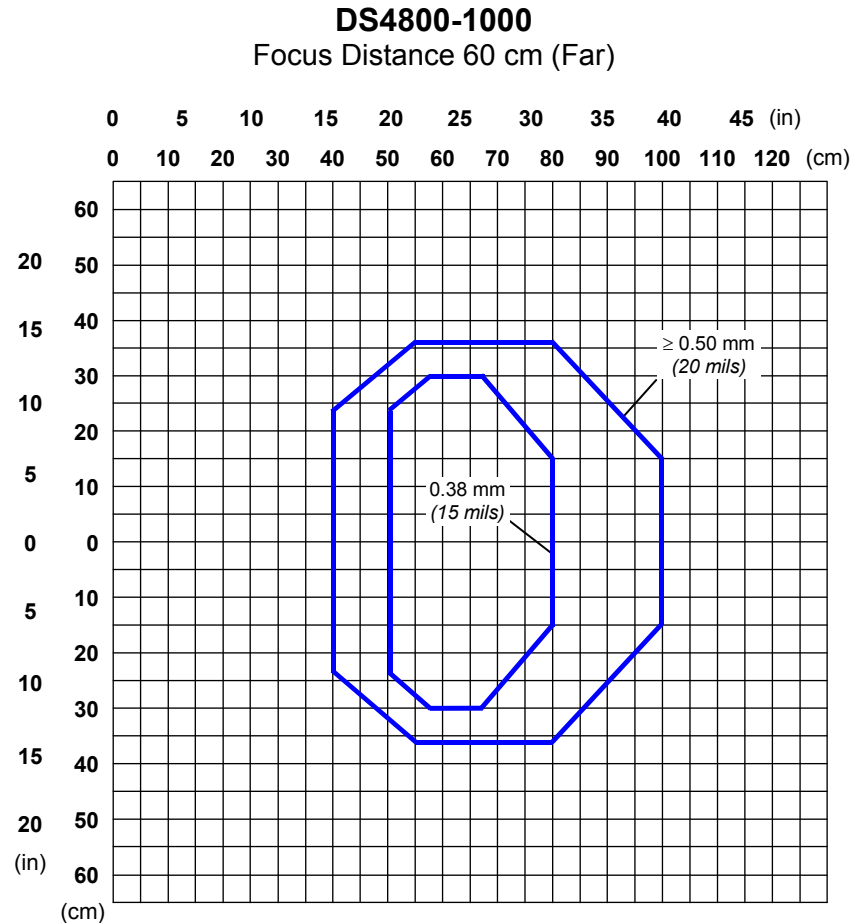 DS4800-1000
Focus Distance 60 cm (Far)
0 5 10 15 20 25 30 35 40 45 (in)
0 10 20 30 40 50 60 70 80 90 100 110 120 (cm)
60
20 50
15 40
≥ 0.50 mm
(20 mils)
30
10
20
5 10
0.38 mm
(15 mils)
0 0
5 10
20
10
30
15 40
20 50
(in)
60
(cm)